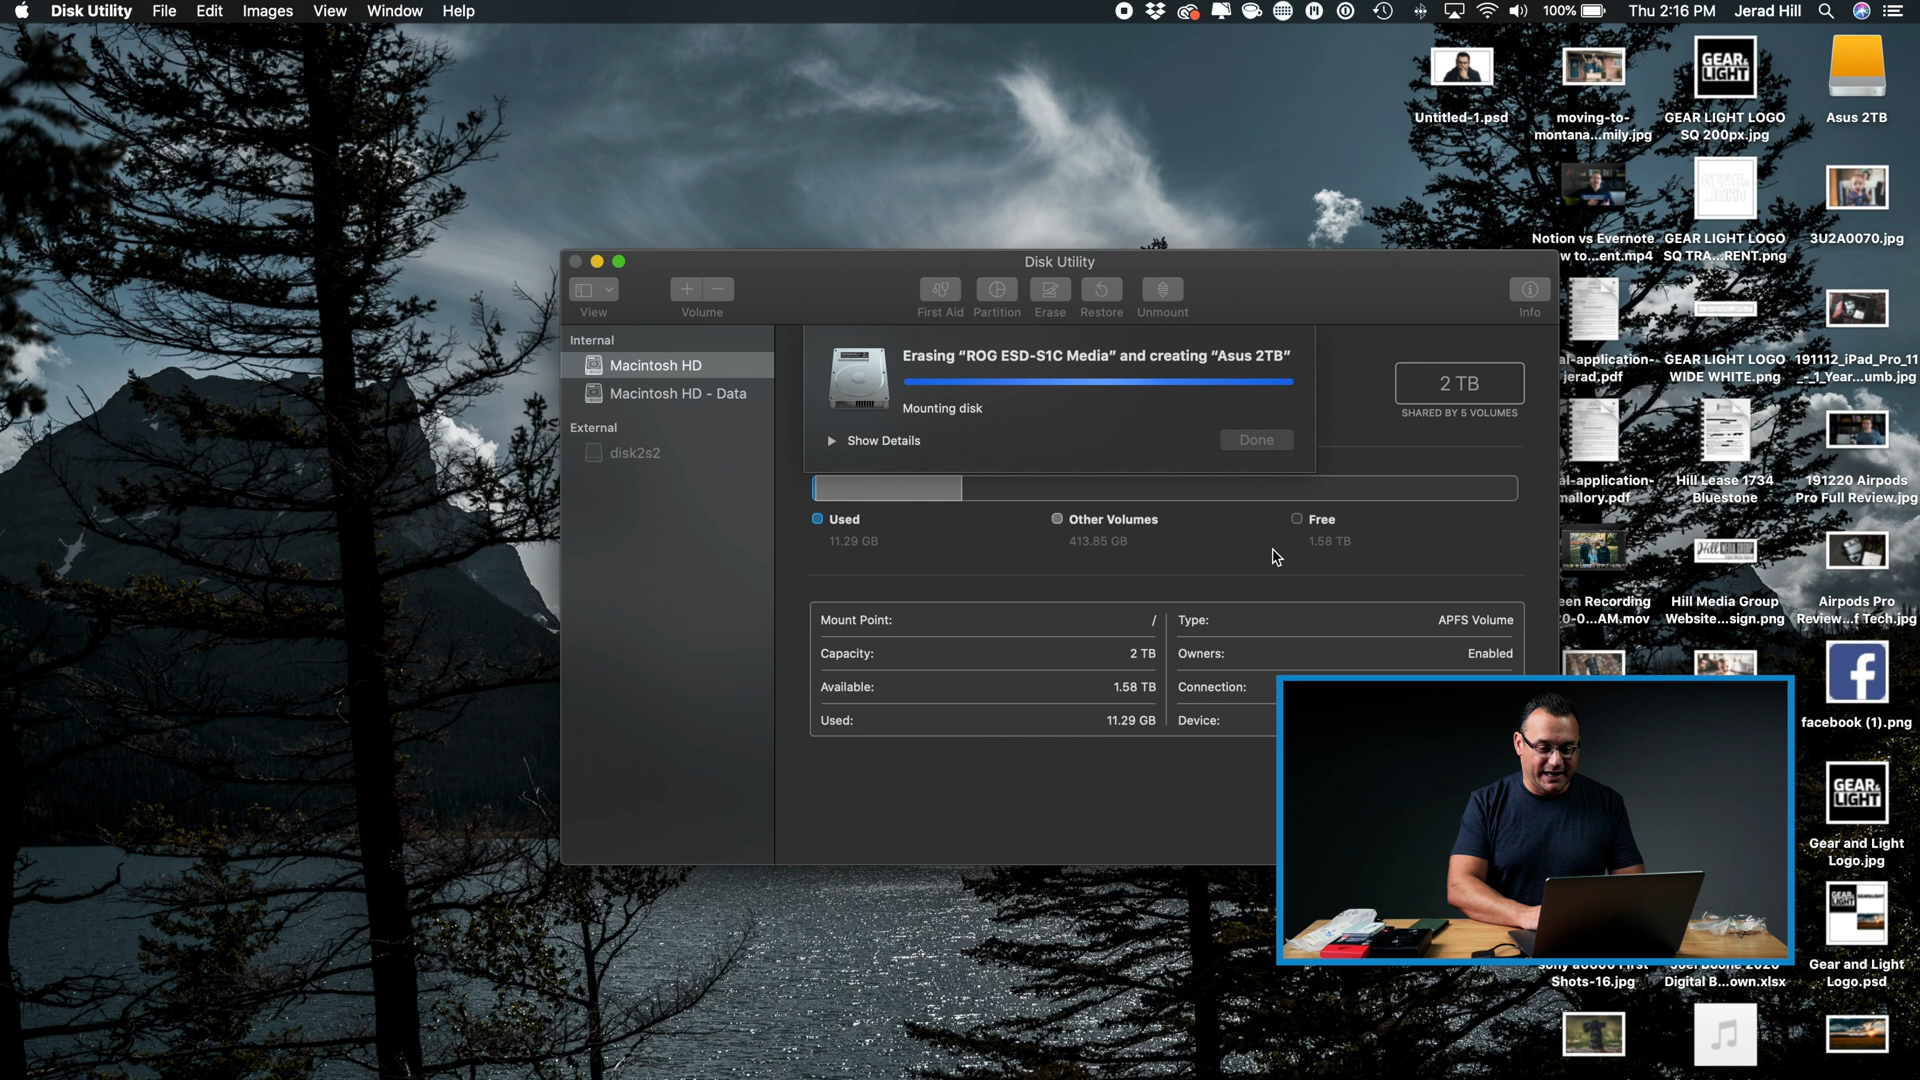 Disk Utility File Edit Images View Window Help
100% Thu 2:16 PM Jerad Hill
Untitled-1.psd
moving-to-
montana...mily.jpg
GEAR&
LIGHT
GEAR LIGHT LOGO
SQ 200px.jpg
Asus 2TB
Notion vs Evernote
w to...ent.mp4
GEAR&
LIGHT
GEAR LIGHT LOGO
SQ TRA...RENT.png
3U2A0070.jpg
al-application-
jerad.pdf
GEAR LIGHT LOGO
WIDE WHITE.png
191112_iPad_Pro_11
_-_1_Year...umb.jpg
al-application-
mallory.pdf
Hill Lease 1734
Bluestone
191220 Airpods
Pro Full Review.jpg
een Recording
0-0...AM.mov
Hill Media Group
Website...sign.png
Airpods Pro
Review...f Tech.jpg
facebook (1).png
GEAR&
LIGHT
Gear and Light
Logo.jpg
Shots-16.jpg
Digital B...own.xlsx
Gear and Light
Logo.psd
Disk Utility
View
Volume
First Aid
Partition
Erase
Restore
Unmount
Info
Internal
Macintosh HD
Macintosh HD - Data
External
disk2s2
Erasing “ROG ESD-S1C Media” and creating “Asus 2TB”
Mounting disk
Show Details
Done
2 TB
SHARED BY 5 VOLUMES
Used
11.29 GB
Other Volumes
413.85 GB
Free
1.58 TB
Mount Point: /
Type: APFS Volume
Capacity: 2 TB
Owners: Enabled
Available: 1.58 TB
Connection:
Used: 11.29 GB
Device: